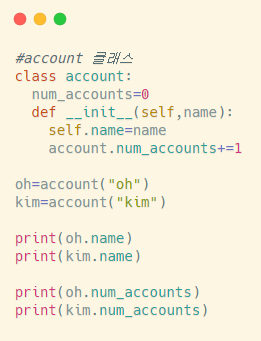 #account 클래스
class account:
  num_accounts=0
  def __init__(self,name):
    self.name=name
    account.num_accounts+=1

oh=account("oh")
kim=account("kim")

print(oh.name)
print(kim.name)

print(oh.num_accounts)
print(kim.num_accounts)